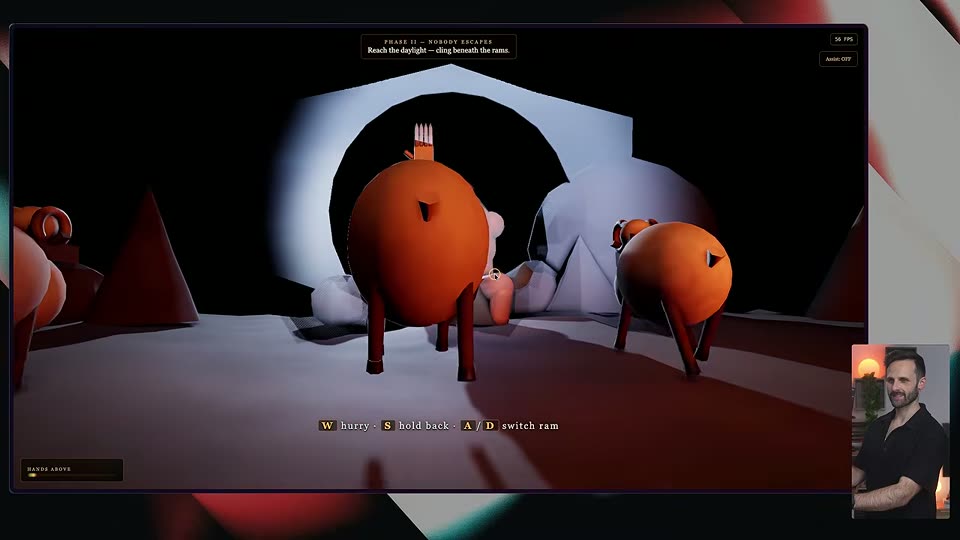 PHASE II — NOBODY ESCAPES
Reach the daylight — cling beneath the rams.
56 FPS
Assist: OFF
W hurry · S hold back · A / D switch ram
HANDS ABOVE